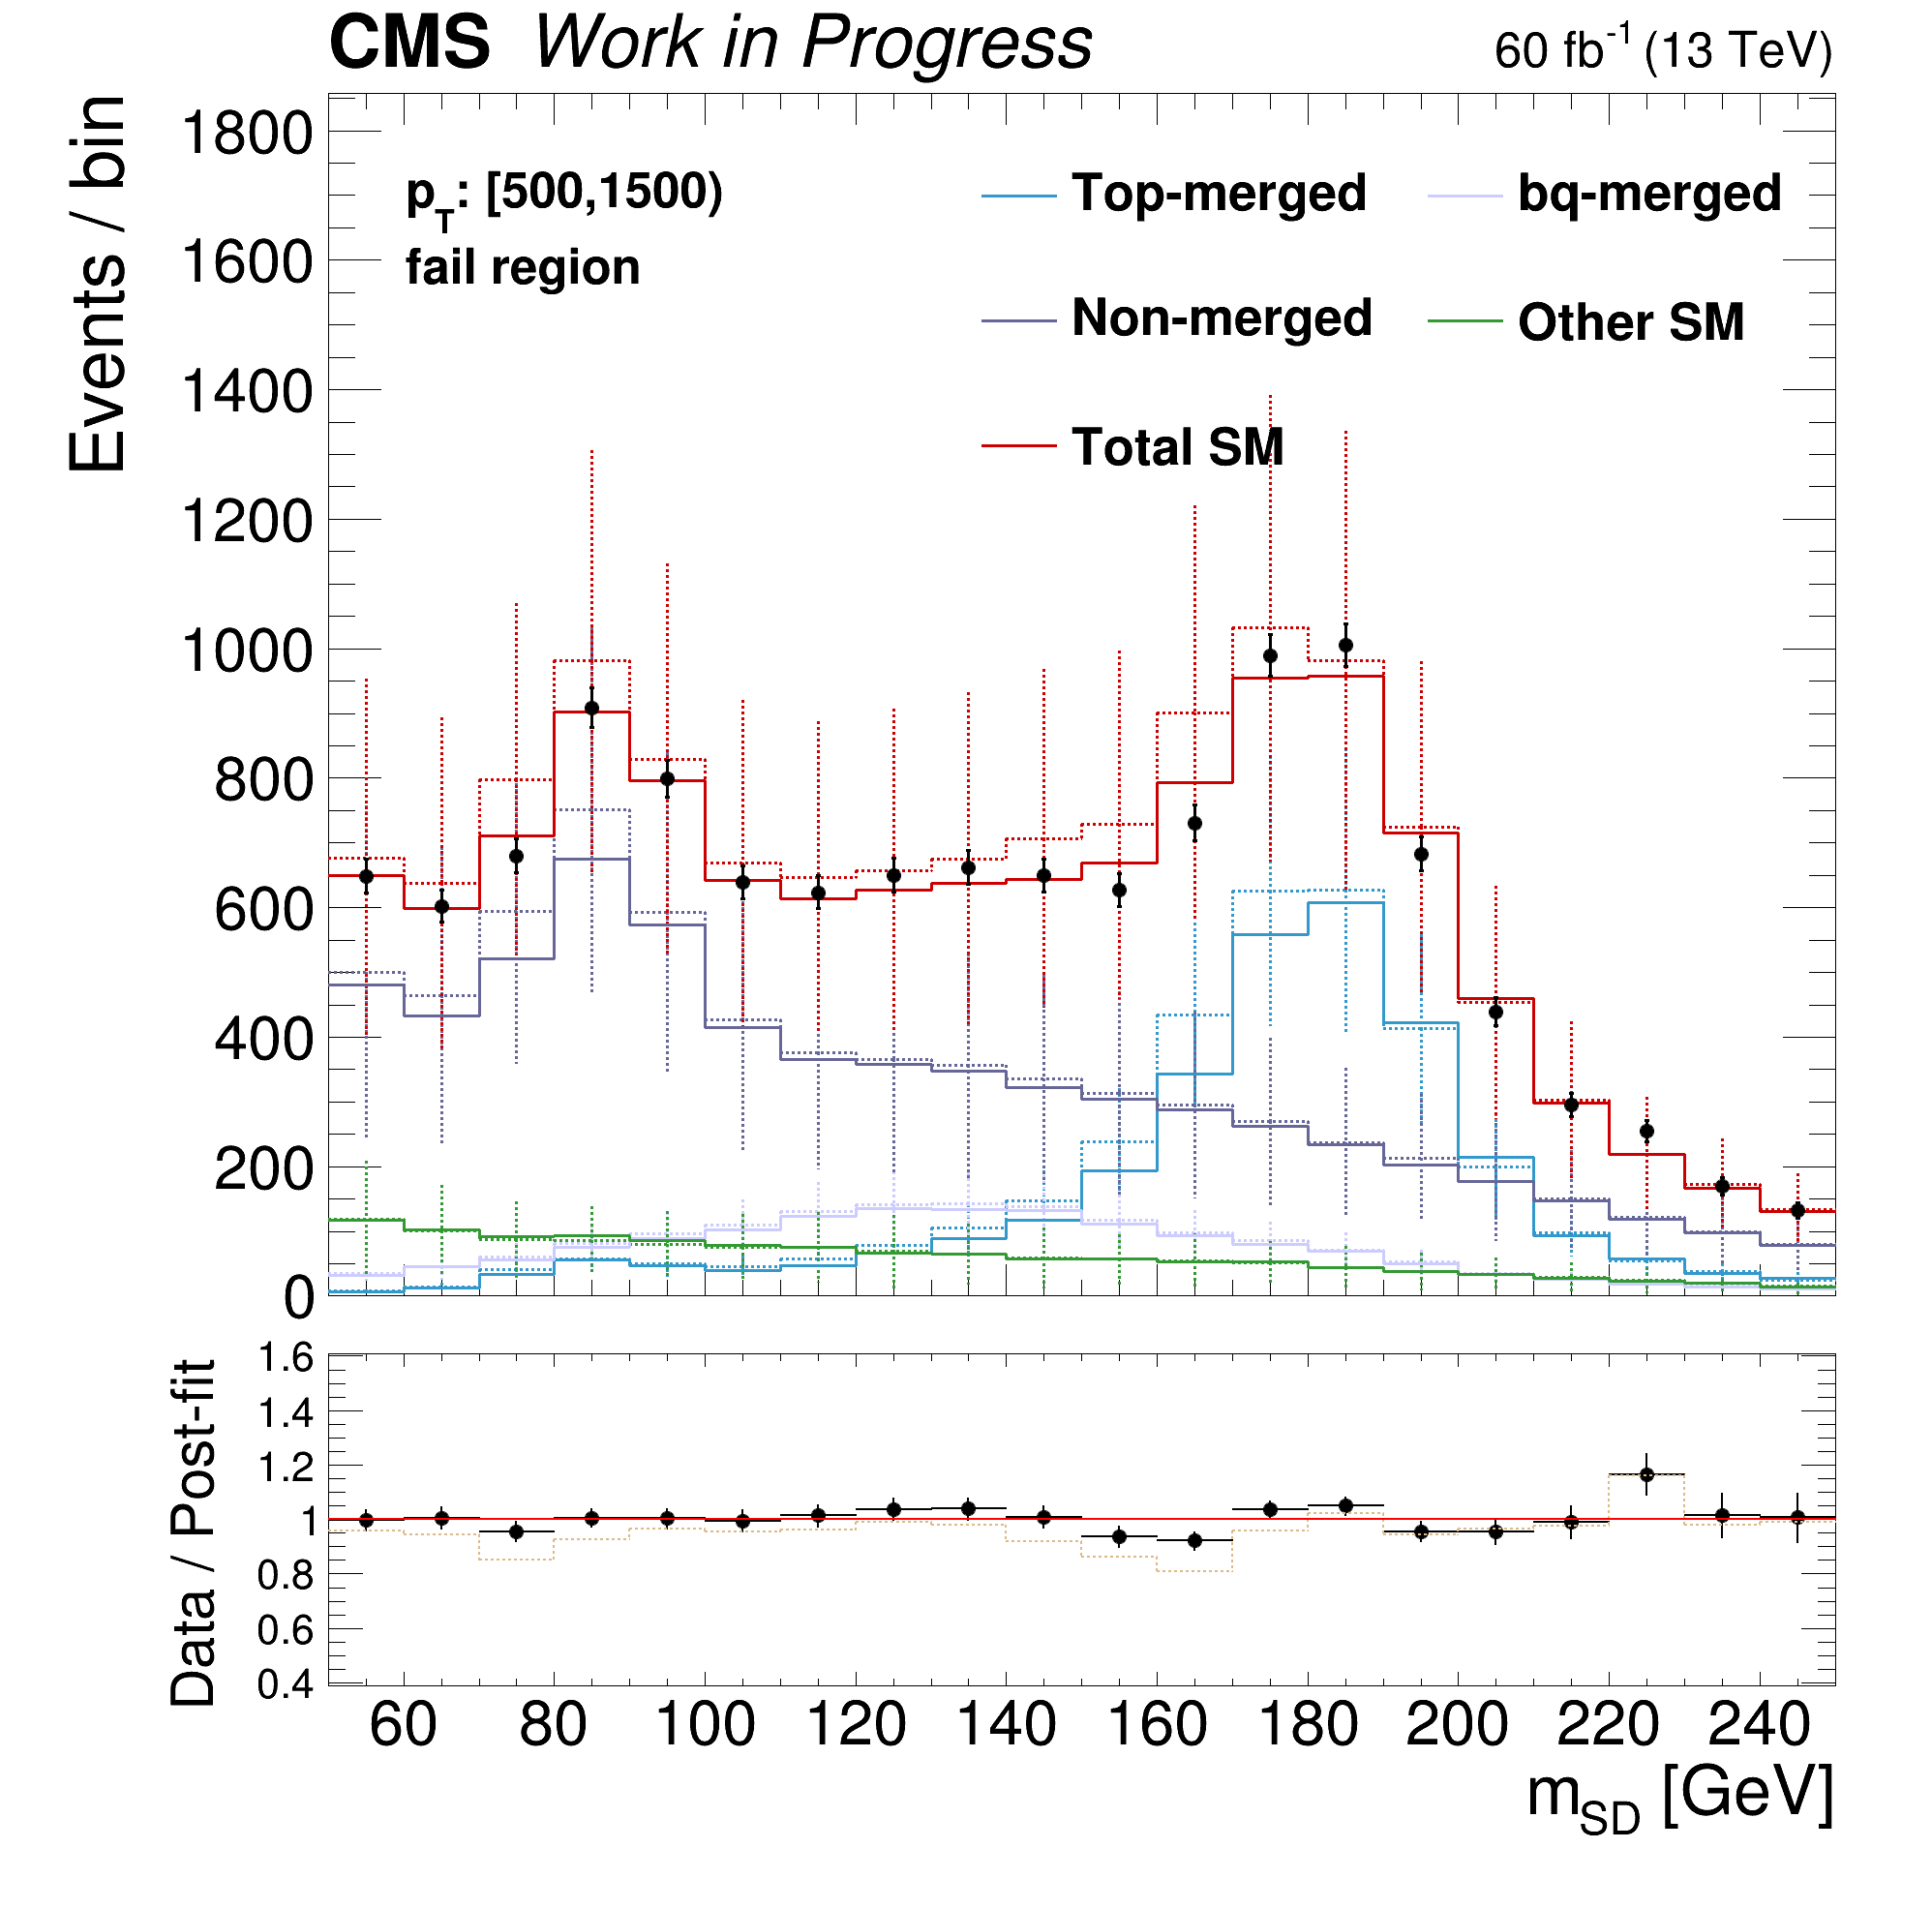 CMS Work in Progress
60 fb-1 (13 TeV)
Events / bin
1800
1600
1400
1200
1000
800
600
400
200
0
pT: [500,1500)
fail region
Top-merged
bq-merged
Non-merged
Other SM
Total SM
Data / Post-fit
1.6
1.4
1.2
1
0.8
0.6
0.4
60 80 100 120 140 160 180 200 220 240
mSD [GeV]